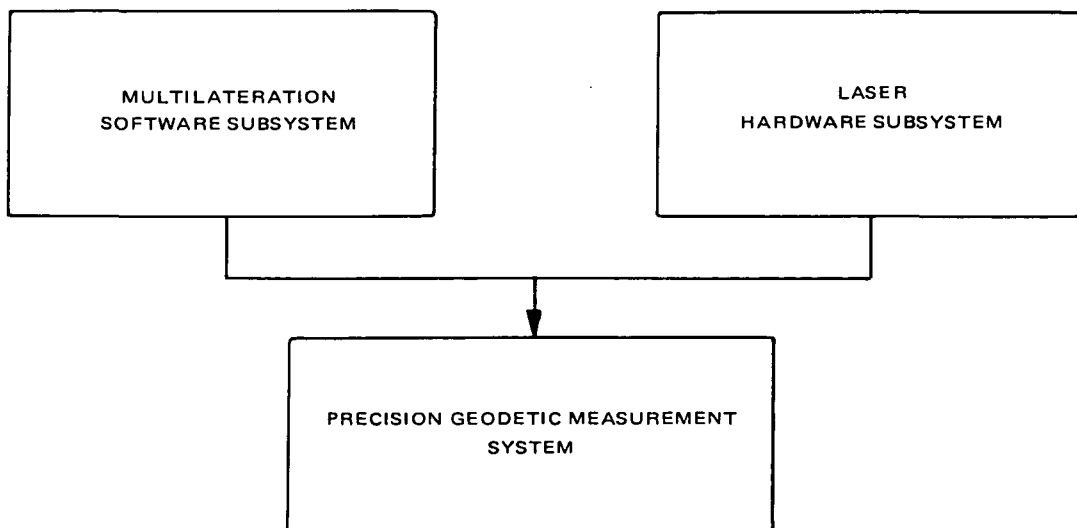 MULTILATERATION
SOFTWARE SUBSYSTEM
LASER
HARDWARE SUBSYSTEM
PRECISION GEODETIC MEASUREMENT
SYSTEM